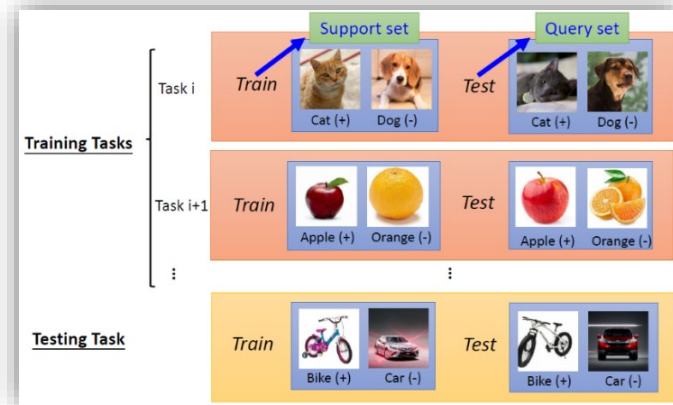 Support set
Query set
Task i
Train
Cat (+)
Dog (-)
Test
Cat (+)
Dog (-)
Training Tasks
Task i+1
Train
Apple (+)
Orange (-)
Test
Apple (+)
Orange (-)
⋮ ⋮
Testing Task
Train
Bike (+)
Car (-)
Test
Bike (+)
Car (-)